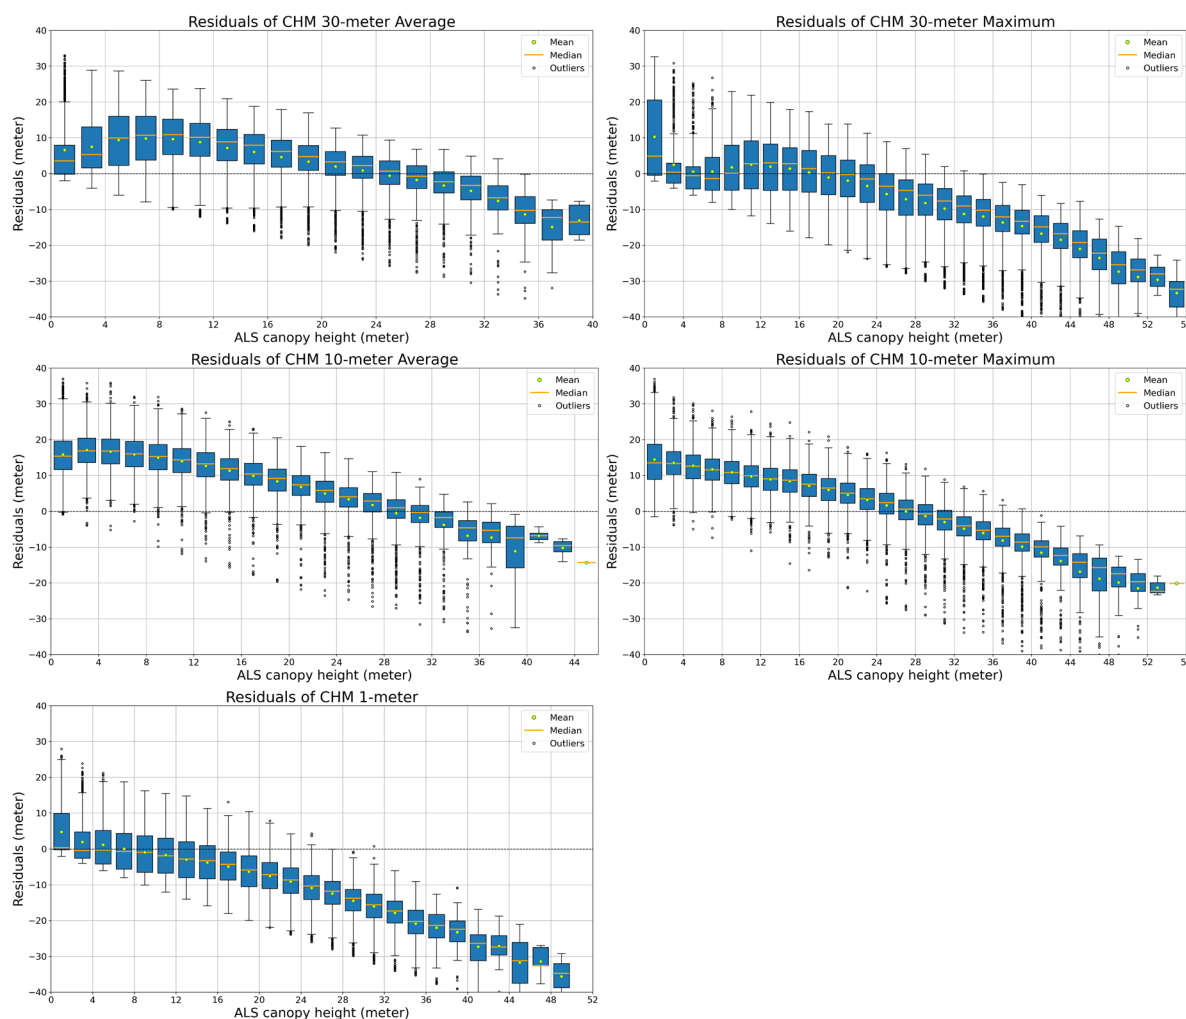 Residuals of CHM 30-meter Average
Residuals (meter)
40
30
20
10
0
−10
−20
−30
−40
Mean
Median
Outliers
0 4 8 12 16 20 24 28 32 36 40
ALS canopy height (meter)
Residuals of CHM 30-meter Maximum
Residuals (meter)
40
30
20
10
0
−10
−20
−30
−40
Mean
Median
Outliers
0 4 8 12 16 20 24 28 32 36 40 44 48 52
ALS canopy height (meter)
Residuals of CHM 10-meter Average
Residuals (meter)
40
30
20
10
0
−10
−20
−30
−40
Mean
Median
Outliers
0 4 8 12 16 20 24 28 32 36 40 44
ALS canopy height (meter)
Residuals of CHM 10-meter Maximum
Residuals (meter)
40
30
20
10
0
−10
−20
−30
−40
Mean
Median
Outliers
0 4 8 12 16 20 24 28 32 36 40 44 48 52
ALS canopy height (meter)
Residuals of CHM 1-meter
Residuals (meter)
40
30
20
10
0
−10
−20
−30
−40
Mean
Median
Outliers
0 4 8 12 16 20 24 28 32 36 40 44 48 52
ALS canopy height (meter)